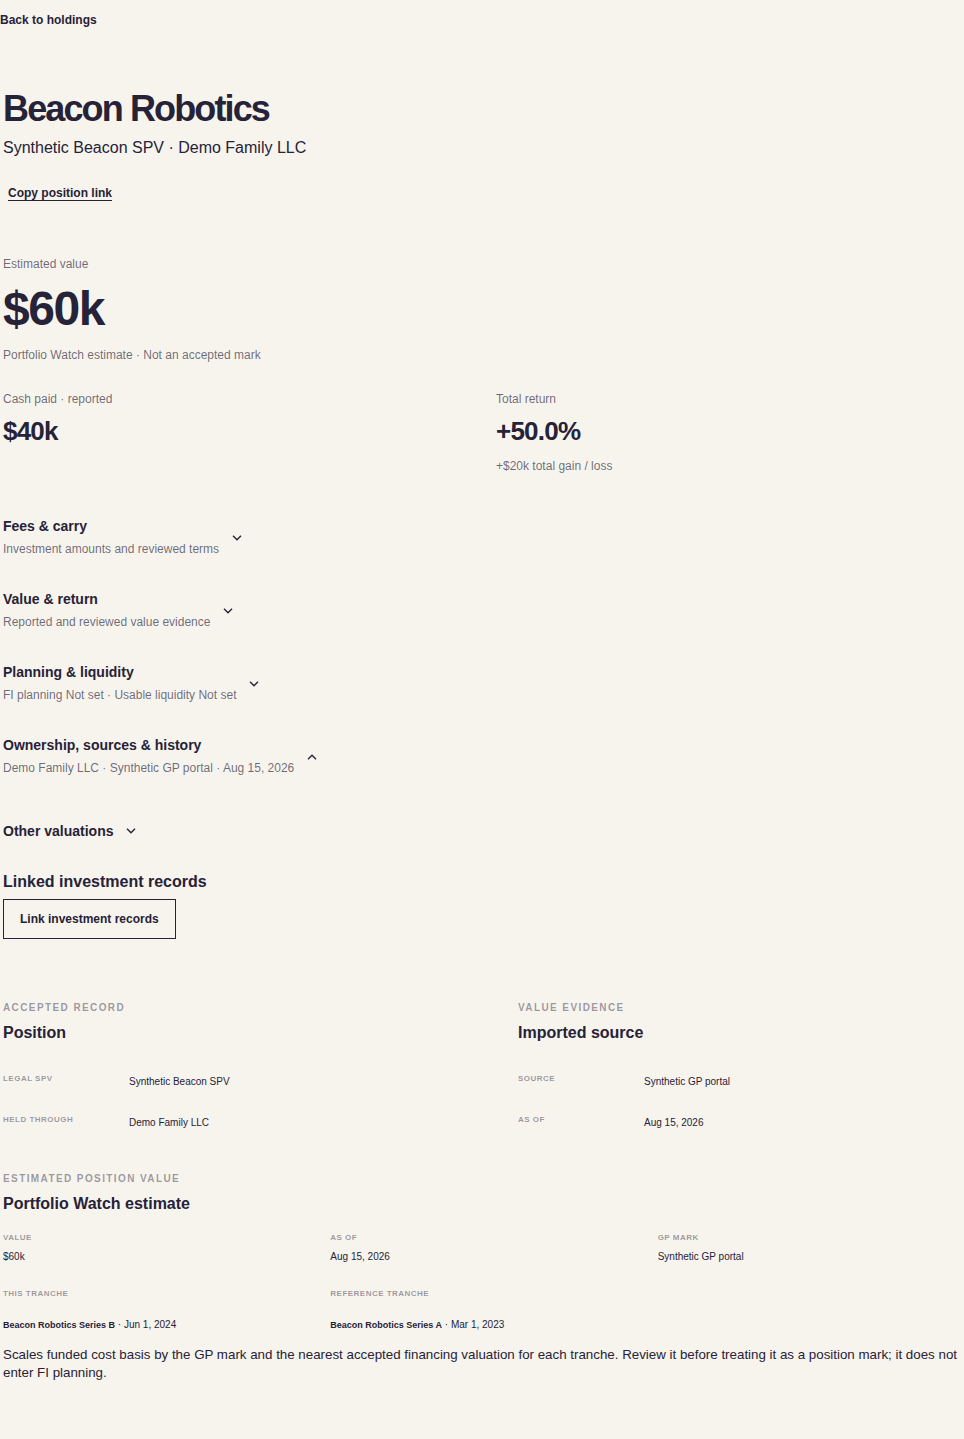 Back to holdings
Beacon Robotics
Synthetic Beacon SPV · Demo Family LLC
Copy position link
Estimated value
$60k
Portfolio Watch estimate · Not an accepted mark
Cash paid · reported
$40k
Total return
+50.0%
+$20k total gain / loss
Fees & carry
Investment amounts and reviewed terms
Value & return
Reported and reviewed value evidence
Planning & liquidity
FI planning Not set · Usable liquidity Not set
Ownership, sources & history
Demo Family LLC · Synthetic GP portal · Aug 15, 2026
Other valuations
Linked investment records
Link investment records
ACCEPTED RECORD
Position
LEGAL SPV
Synthetic Beacon SPV
HELD THROUGH
Demo Family LLC
VALUE EVIDENCE
Imported source
SOURCE
Synthetic GP portal
AS OF
Aug 15, 2026
ESTIMATED POSITION VALUE
Portfolio Watch estimate
VALUE
$60k
AS OF
Aug 15, 2026
GP MARK
Synthetic GP portal
THIS TRANCHE
Beacon Robotics Series B · Jun 1, 2024
REFERENCE TRANCHE
Beacon Robotics Series A · Mar 1, 2023
Scales funded cost basis by the GP mark and the nearest accepted financing valuation for each tranche. Review it before treating it as a position mark; it does not
enter FI planning.